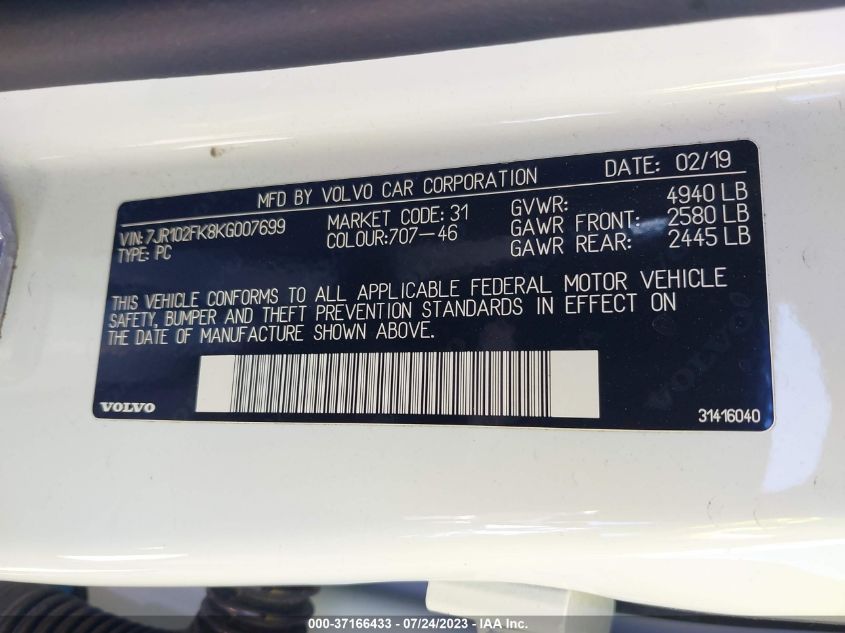 MFD BY VOLVO CAR CORPORATION DATE: 02/19
VIN: 7JR102FK8KG007699 MARKET CODE: 31 GVWR: 4940 LB
TYPE: PC COLOUR:707-46 GAWR FRONT: 2580 LB
GAWR REAR: 2445 LB
THIS VEHICLE CONFORMS TO ALL APPLICABLE FEDERAL MOTOR VEHICLE
SAFETY, BUMPER AND THEFT PREVENTION STANDARDS IN EFFECT ON
THE DATE OF MANUFACTURE SHOWN ABOVE.
VOLVO 31416040
000-37166433 - 07/24/2023 - © IAA Inc.